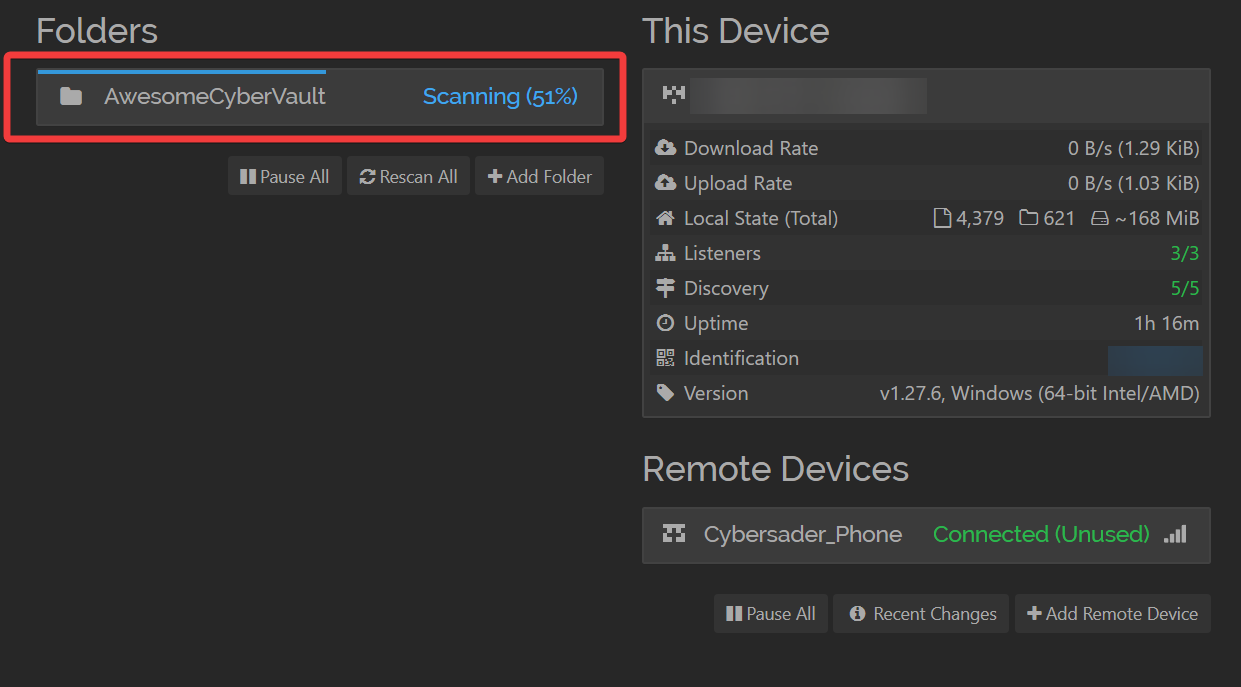 Folders
AwesomeCyberVault Scanning (51%)
Pause All Rescan All Add Folder
This Device
Download Rate 0 B/s (1.29 KiB)
Upload Rate 0 B/s (1.03 KiB)
Local State (Total) 4,379 621 ~168 MiB
Listeners 3/3
Discovery 5/5
Uptime 1h 16m
Identification
Version v1.27.6, Windows (64-bit Intel/AMD)
Remote Devices
Cybersader_Phone Connected (Unused)
Pause All Recent Changes Add Remote Device